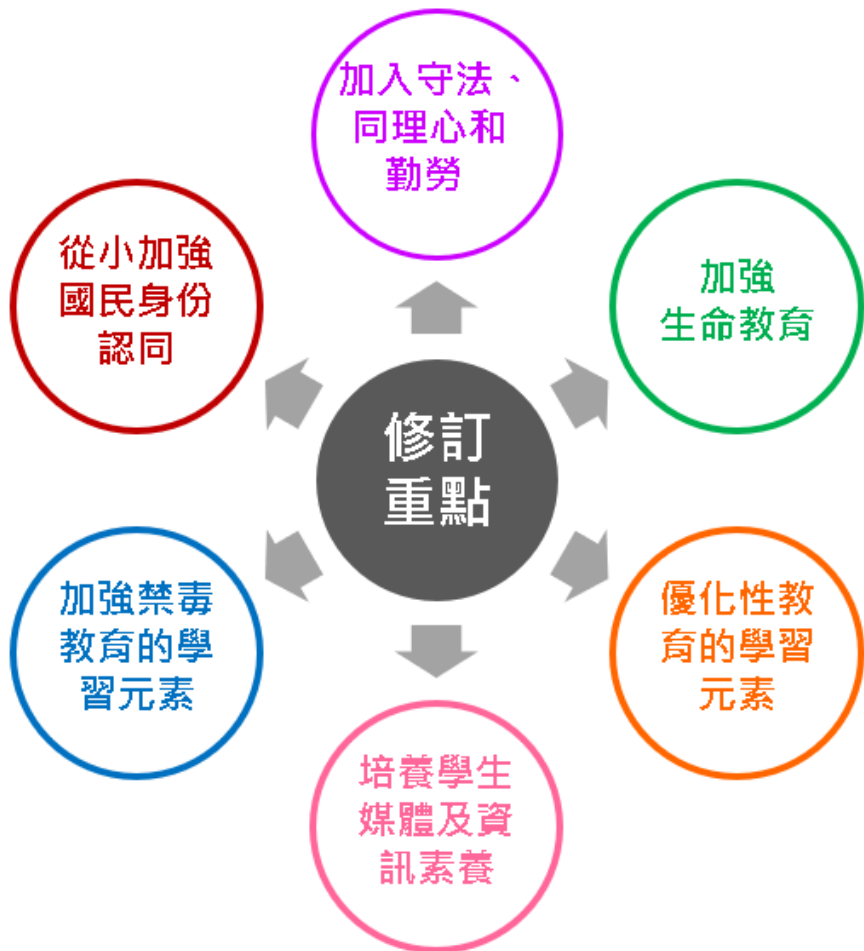 加入守法、
同理心和
勤勞
從小加強
國民身份
認同
加強
生命教育
修訂
重點
加強禁毒
教育的學
習元素
優化性教
育的學習
元素
培養學生
媒體及資
訊素養